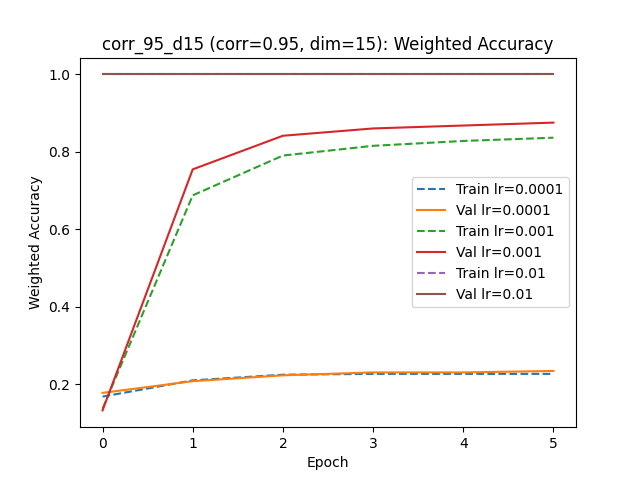 corr_95_d15 (corr=0.95, dim=15): Weighted Accuracy
1.0
0.8
0.6
0.4
0.2
Weighted Accuracy
Train lr=0.0001
Val lr=0.0001
Train lr=0.001
Val lr=0.001
Train lr=0.01
Val lr=0.01
0 1 2 3 4 5
Epoch